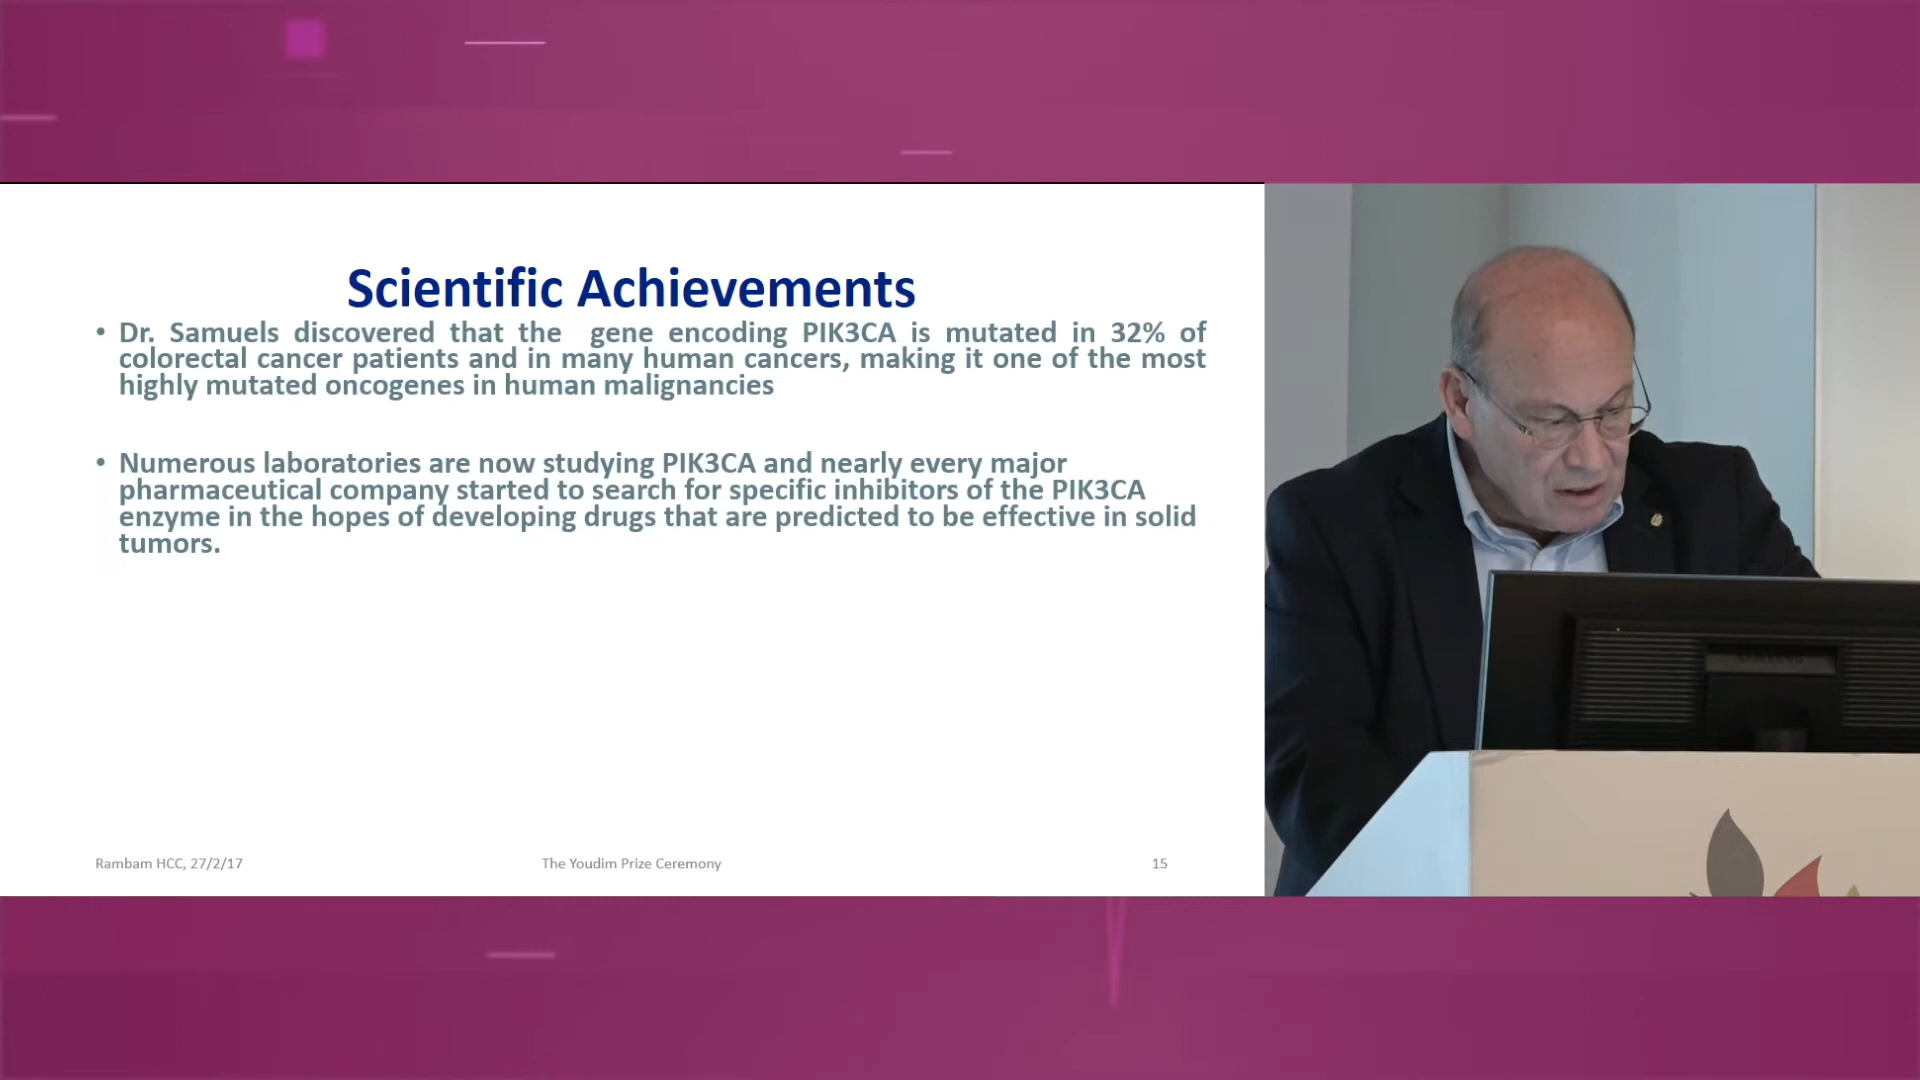 Scientific Achievements
• Dr. Samuels discovered that the gene encoding PIK3CA is mutated in 32% of
colorectal cancer patients and in many human cancers, making it one of the most
highly mutated oncogenes in human malignancies
• Numerous laboratories are now studying PIK3CA and nearly every major
pharmaceutical company started to search for specific inhibitors of the PIK3CA
enzyme in the hopes of developing drugs that are predicted to be effective in solid
tumors.
Rambam HCC, 27/2/17
The Youdim Prize Ceremony
15